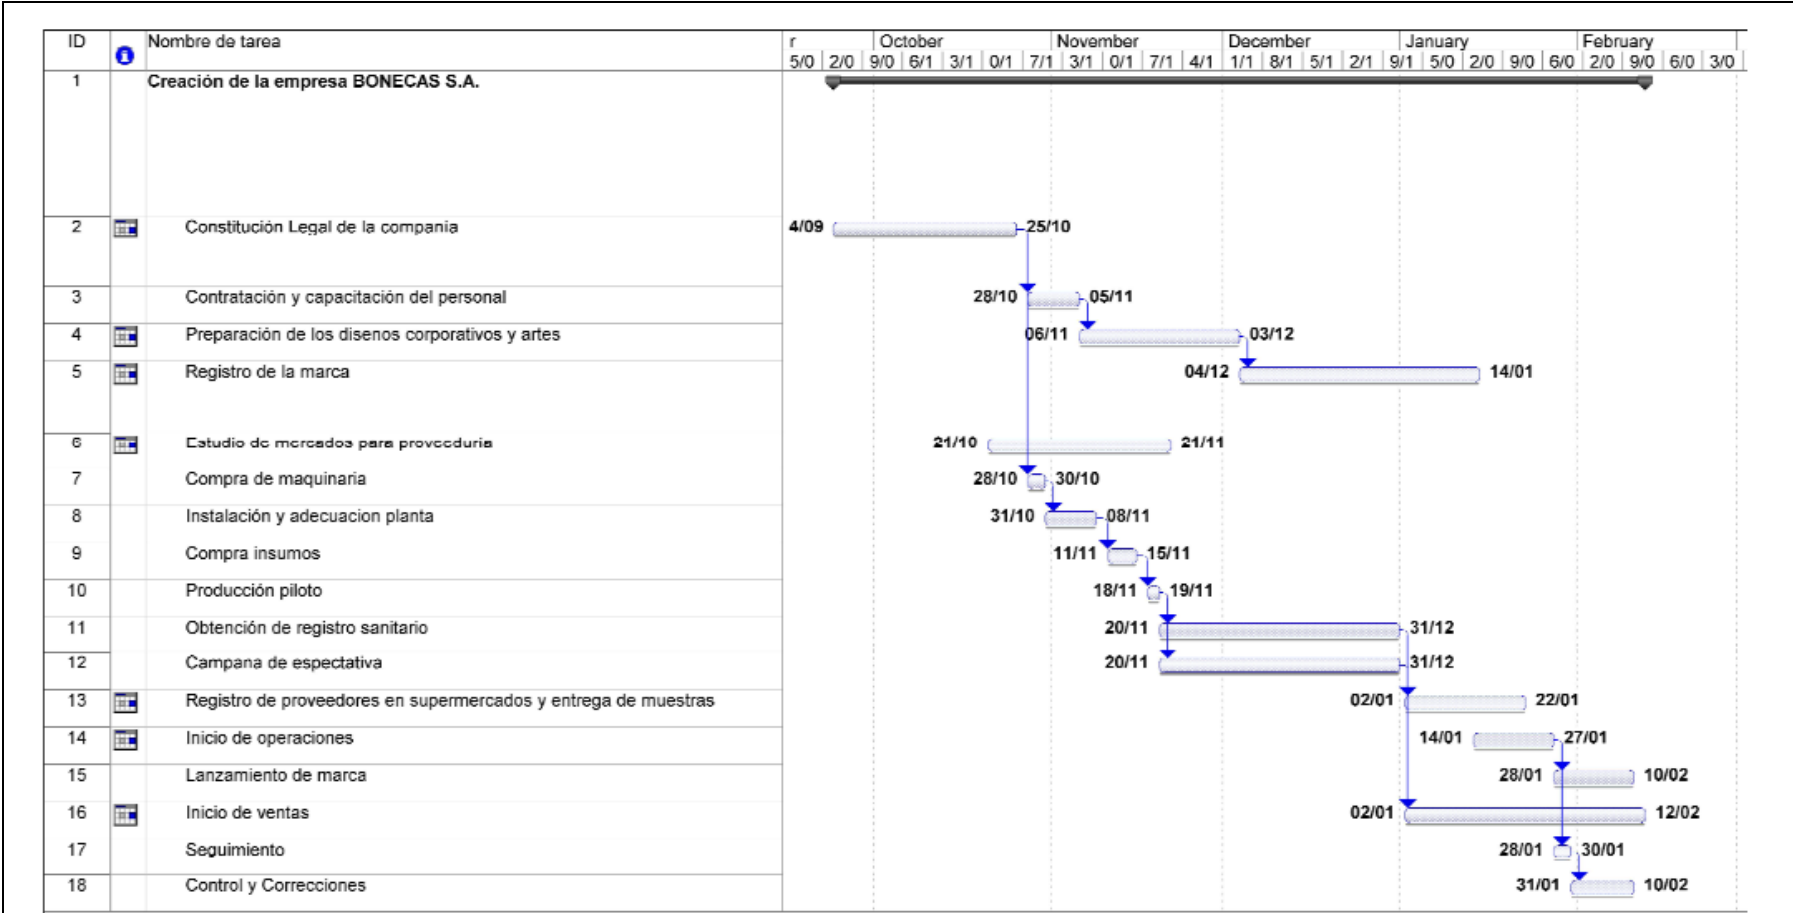 ID Nombre de tarea r October November December January February
5/0 2/0 9/0 6/1 3/1 0/1 7/1 3/1 0/1 7/1 4/1 1/1 8/1 5/1 2/1 9/1 5/0 2/0 9/0 6/0 2/0 9/0 6/0 3/0
1 Creación de la empresa BONECAS S.A.
2 Constitución Legal de la compania 4/09 25/10
3 Contratación y capacitación del personal 28/10 05/11
4 Preparación de los disenos corporativos y artes 06/11 03/12
5 Registro de la marca 04/12 14/01
6 Estudio de mercados para proveeduria 21/10 21/11
7 Compra de maquinaria 28/10 30/10
8 Instalación y adecuacion planta 31/10 08/11
9 Compra insumos 11/11 15/11
10 Producción piloto 18/11 19/11
11 Obtención de registro sanitario 20/11 31/12
12 Campana de espectativa 20/11 31/12
13 Registro de proveedores en supermercados y entrega de muestras 02/01 22/01
14 Inicio de operaciones 14/01 27/01
15 Lanzamiento de marca 28/01 10/02
16 Inicio de ventas 02/01 12/02
17 Seguimiento 28/01 30/01
18 Control y Correcciones 31/01 10/02